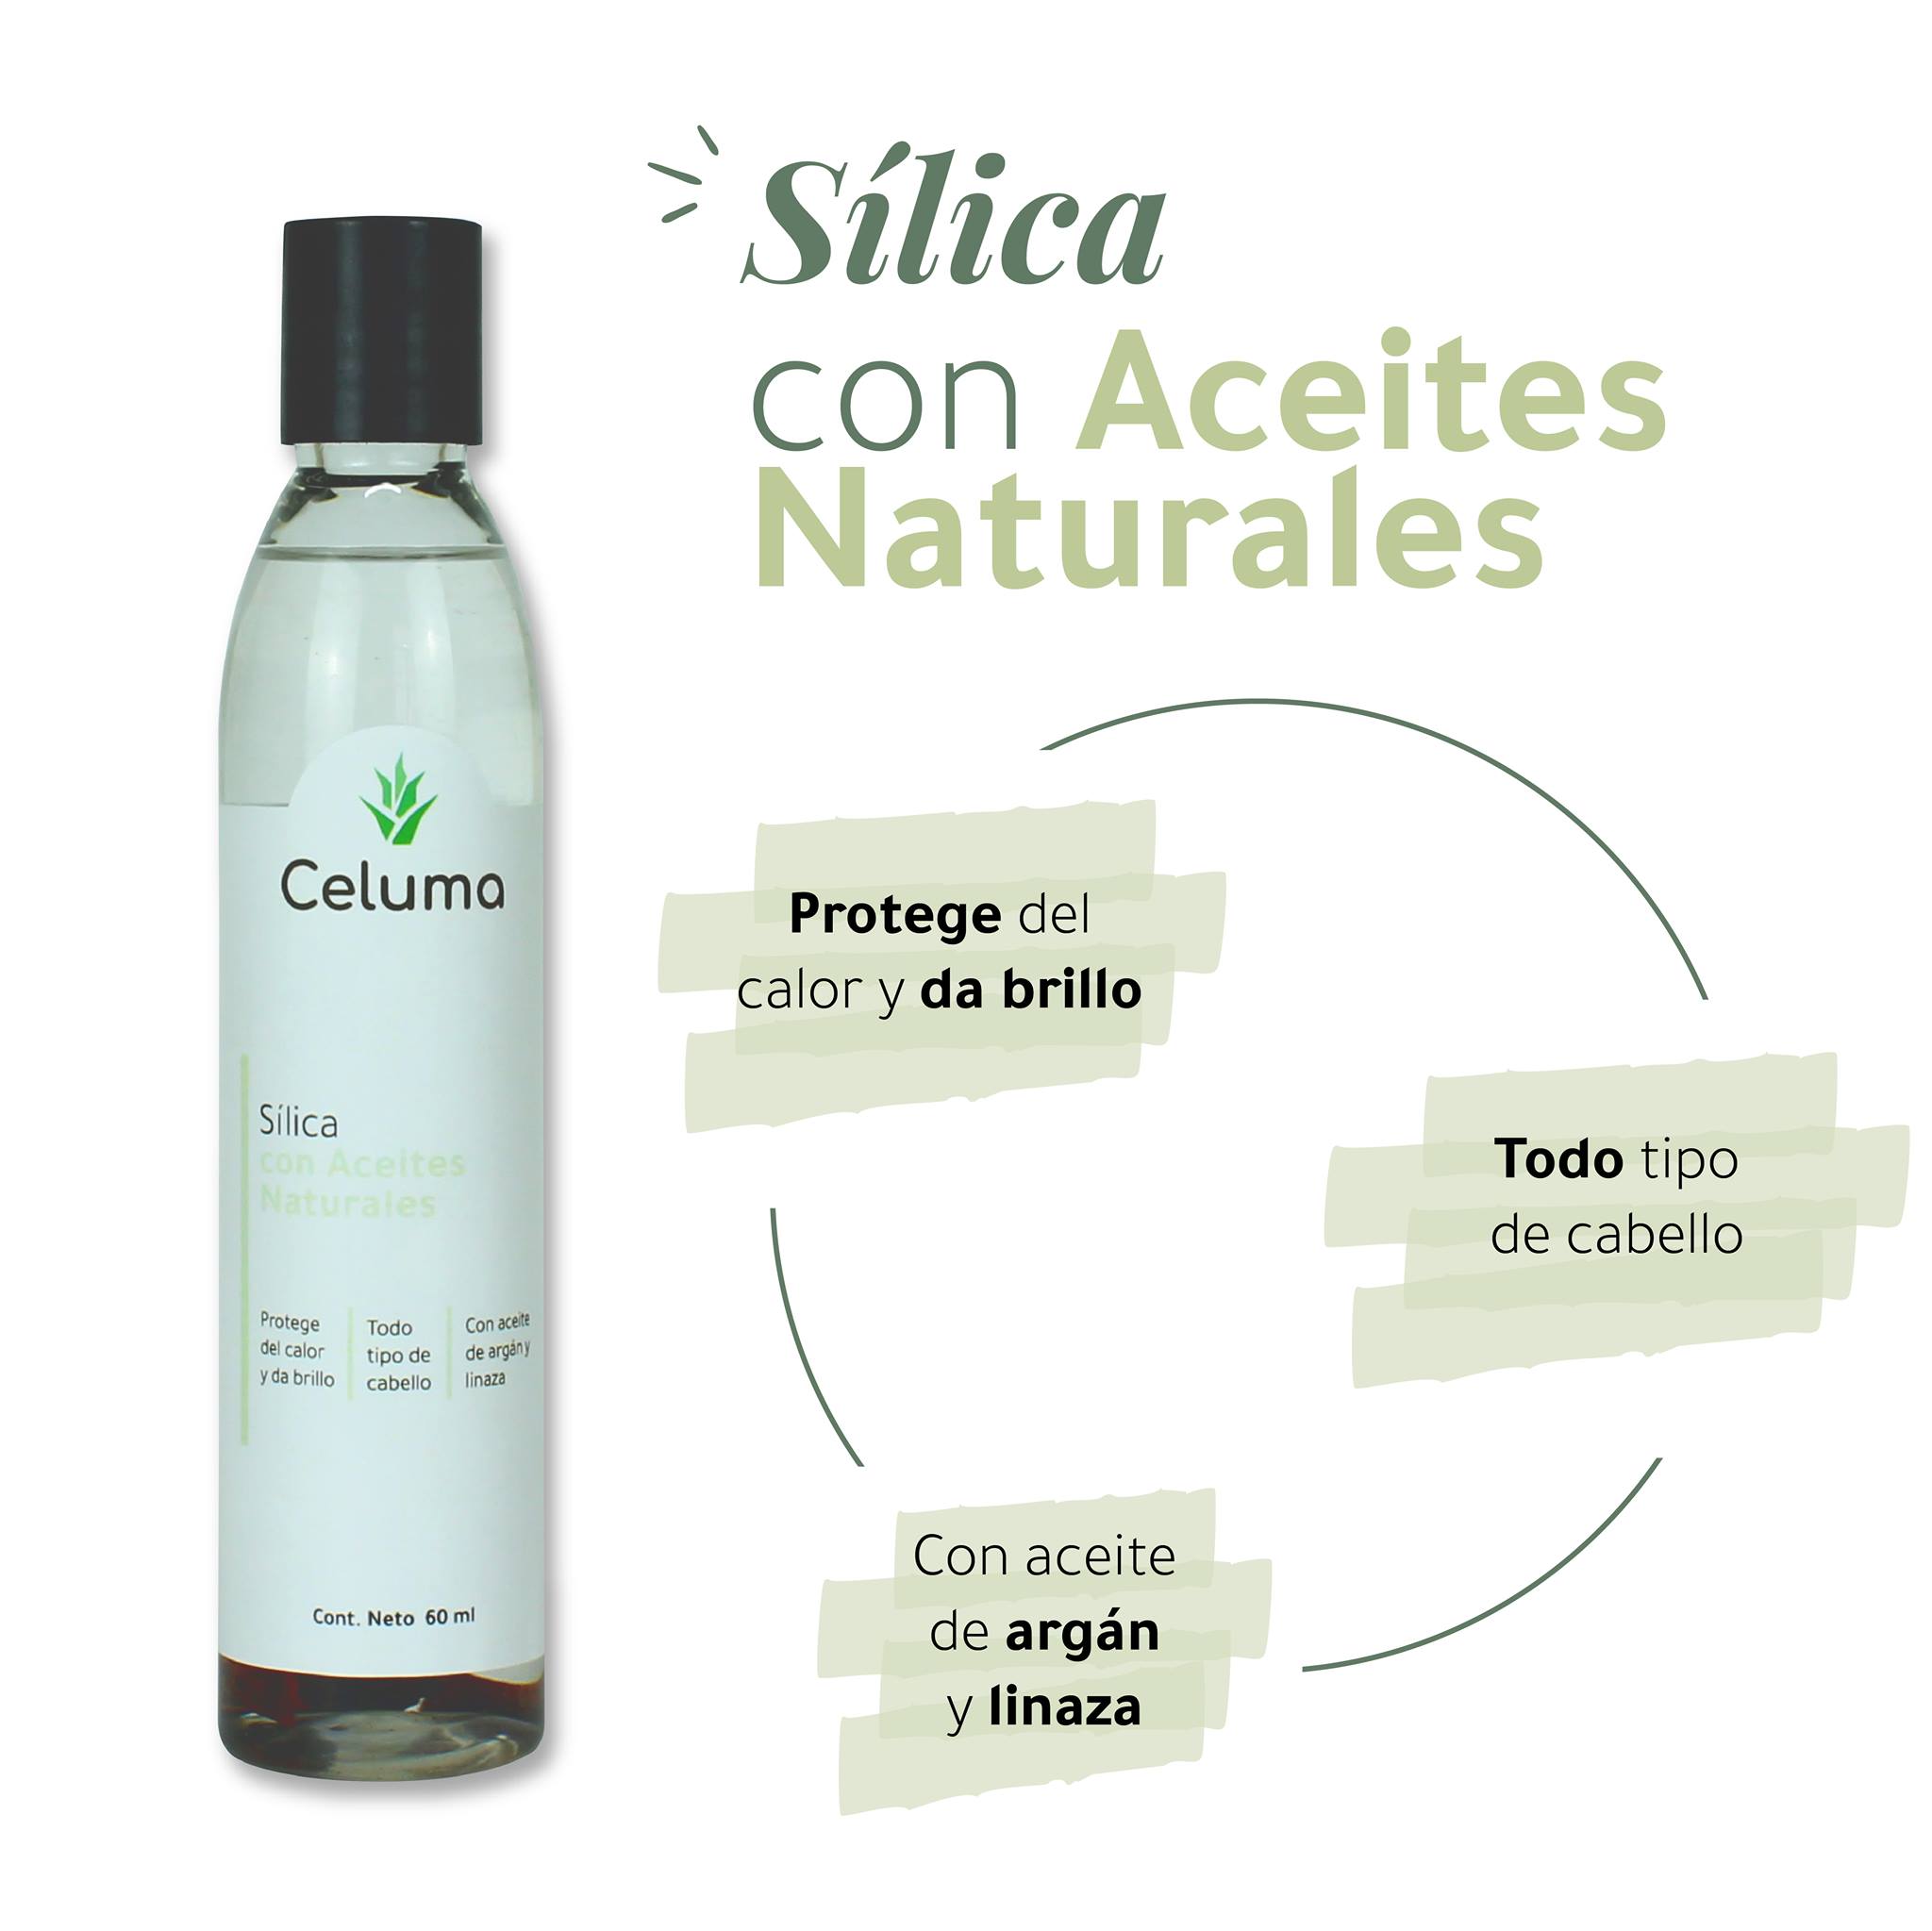 Sílica
con Aceites
Naturales
Celuma
Sílica
con Aceites
Naturales
Protege
del calor
y da brillo
Todo
tipo de
cabello
Con aceite
de argán y
linaza
Cont. Neto 60 ml
Protege del
calor y da brillo
Todo tipo
de cabello
Con aceite
de argán
y linaza